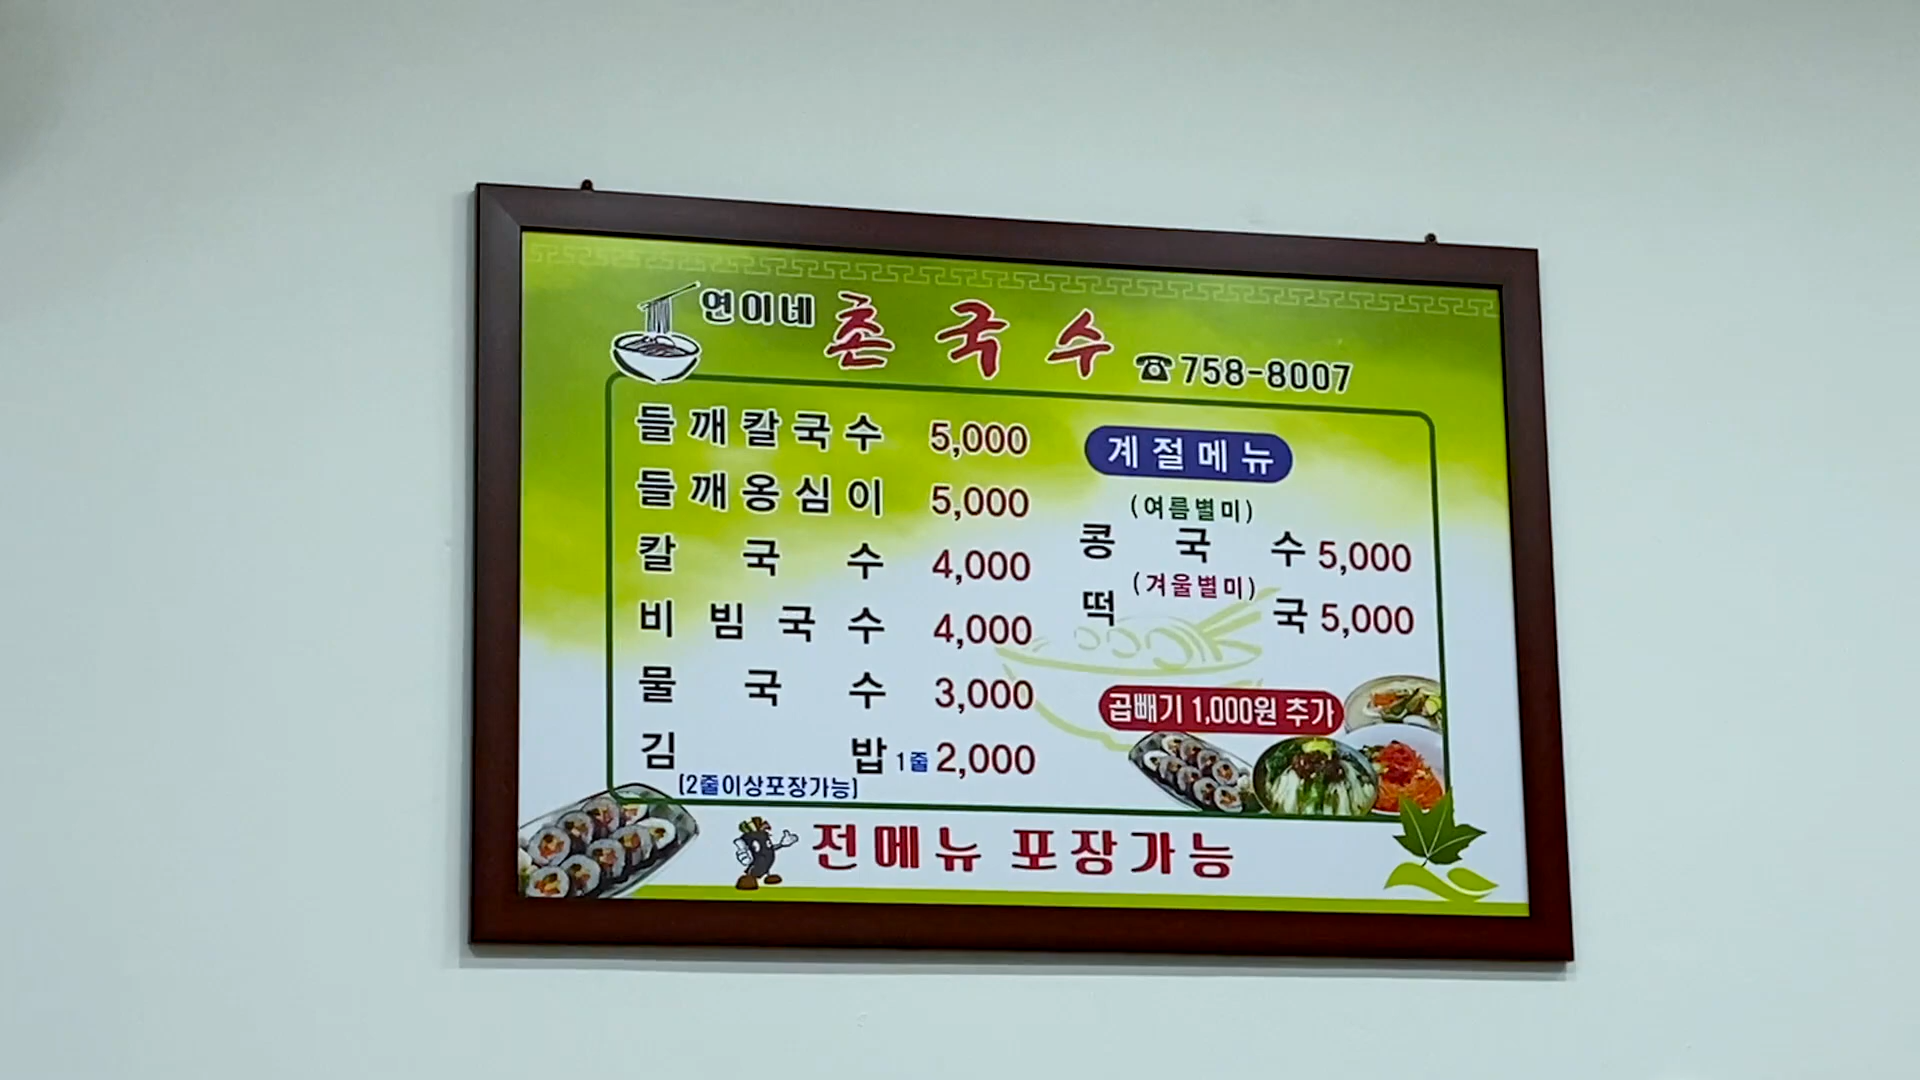 연이네 촌국수 ☎758-8007
들깨칼국수 5,000
들깨옹심이 5,000
칼국수 4,000
비빔국수 4,000
물국수 3,000
김밥 1줄 2,000
(2줄이상포장가능)
계절메뉴
(여름별미)
콩국수 5,000
(겨울별미)
떡국 5,000
곱빼기 1,000원 추가
전메뉴 포장가능